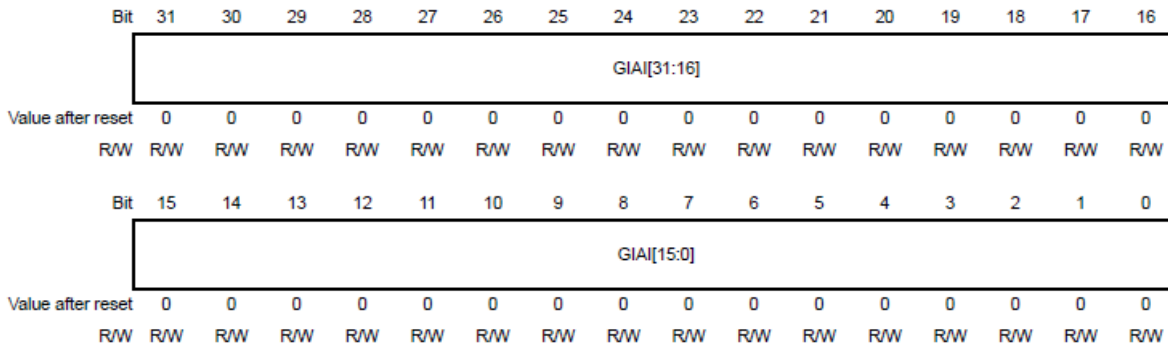 Bit 31 30 29 28 27 26 25 24 23 22 21 20 19 18 17 16
GIAI[31:16]
Value after reset 0 0 0 0 0 0 0 0 0 0 0 0 0 0 0 0
R/W R/W R/W R/W R/W R/W R/W R/W R/W R/W R/W R/W R/W R/W R/W R/W R/W
Bit 15 14 13 12 11 10 9 8 7 6 5 4 3 2 1 0
GIAI[15:0]
Value after reset 0 0 0 0 0 0 0 0 0 0 0 0 0 0 0 0
R/W R/W R/W R/W R/W R/W R/W R/W R/W R/W R/W R/W R/W R/W R/W R/W R/W